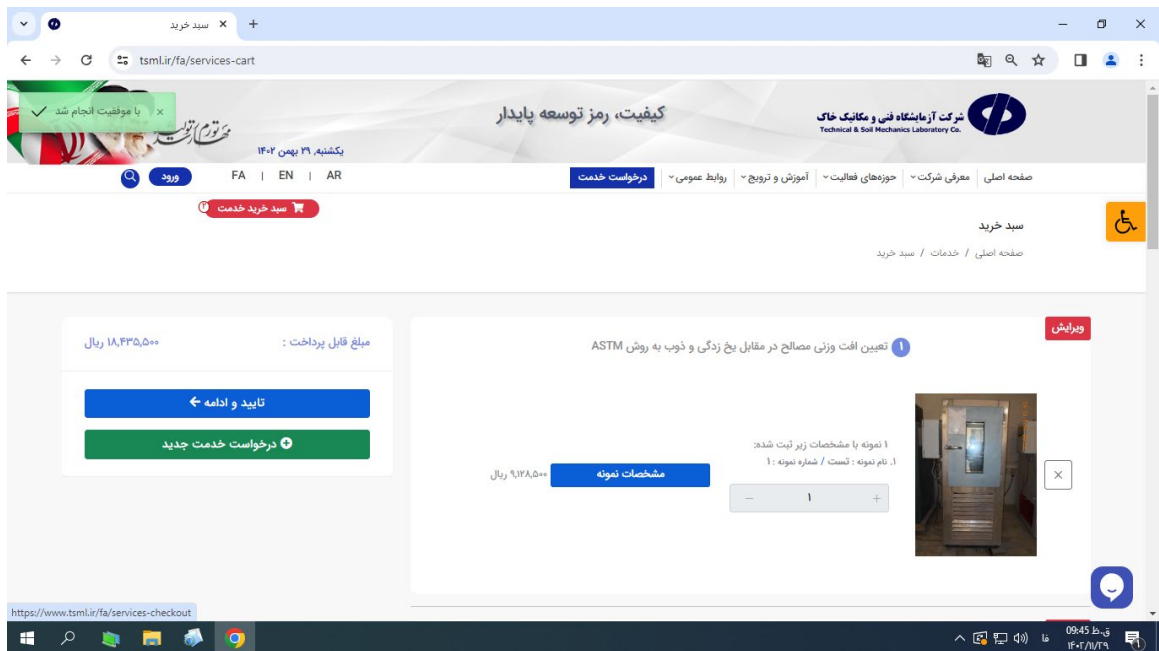 سبد خرید
tsml.ir/fa/services-cart
با موفقیت انجام شد
کیفیت، رمز توسعه پایدار
شرکت آزمایشگاه فنی و مکانیک خاک
Technical & Soil Mechanics Laboratory Co.
یکشنبه, ۲۹ بهمن ۱۴۰۲
صفحه اصلی
معرفی شرکت
حوزه‌های فعالیت
آموزش و ترویج
روابط عمومی
درخواست خدمت
FA | EN | AR
ورود
سبد خرید خدمت
سبد خرید
صفحه اصلی / خدمات / سبد خرید
ویرایش
۱ تعیین افت وزنی مصالح در مقابل یخ زدگی و ذوب به روش ASTM
۱ نمونه با مشخصات زیر ثبت شده:
۱. نام نمونه : تست / شماره نمونه : ۱
+ ۱ −
مشخصات نمونه
۹,۱۲۸,۵۰۰ ریال
مبلغ قابل پرداخت :
۱۸,۴۳۵,۵۰۰ ریال
تایید و ادامه
درخواست خدمت جدید
https://www.tsml.ir/fa/services-checkout
فا
09:45 ق.ظ
۱۴۰۲/۱۱/۲۹